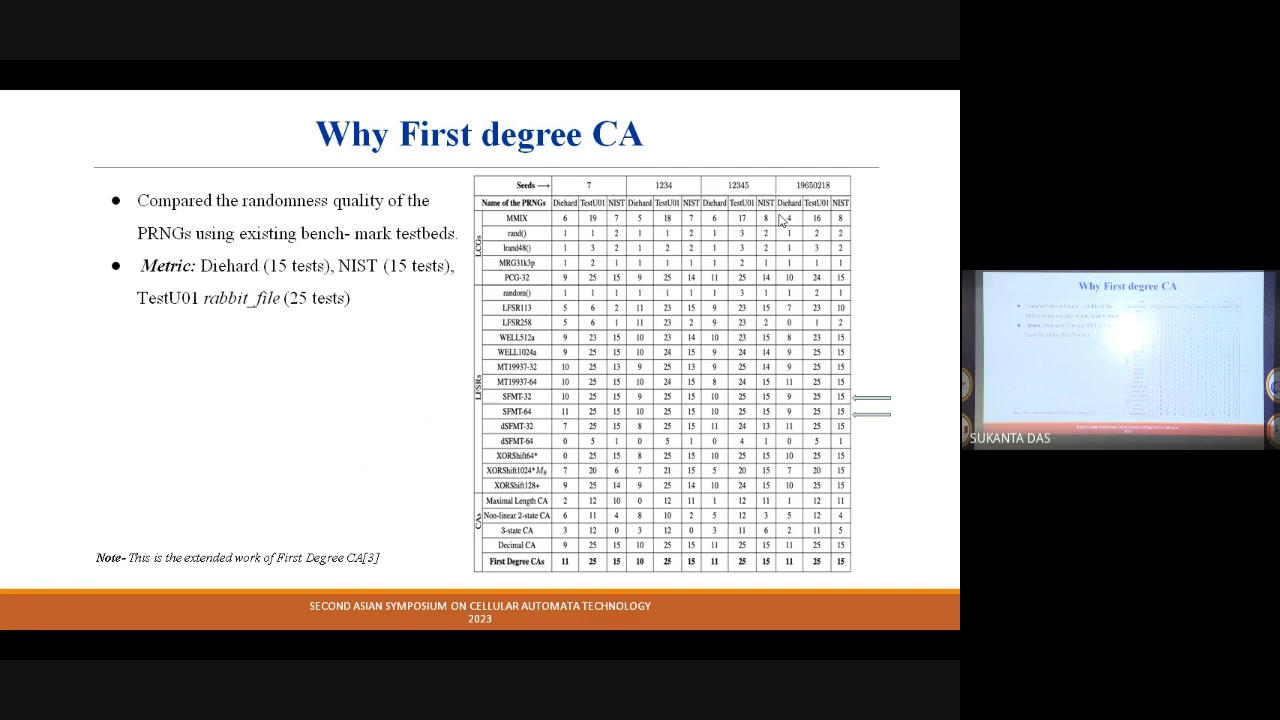 Why First degree CA
● Compared the randomness quality of the
PRNGs using existing bench- mark testbeds.
● Metric: Diehard (15 tests), NIST (15 tests),
TestU01 rabbit_file (25 tests)
Seeds → 7 1234 12345 19650218
Name of the PRNGs Diehard TestU01 NIST Diehard TestU01 NIST Diehard TestU01 NIST Diehard TestU01 NIST
LCGs
MMIX 6 19 7 5 18 7 6 17 8 4 16 8
rand() 1 1 2 1 1 2 1 3 2 1 2 2
lrand48() 1 3 2 1 2 2 1 3 2 1 3 2
MRG31k3p 1 2 1 1 1 1 1 2 1 1 1 1
PCG-32 9 25 15 9 25 14 11 25 14 10 24 15
LFSRs
random() 1 1 1 1 1 1 1 3 1 1 2 1
LFSR113 5 6 2 11 23 15 9 23 15 7 23 10
LFSR258 5 6 1 11 23 2 9 23 2 0 1 2
WELL512a 9 23 15 10 23 14 10 23 15 8 23 15
WELL1024a 9 25 15 10 24 15 9 24 14 9 25 15
MT19937-32 10 25 13 9 25 13 9 25 14 9 25 15
MT19937-64 10 25 15 10 24 15 8 24 15 11 25 15
SFMT-32 10 25 15 9 25 15 10 25 15 9 25 15
SFMT-64 11 25 15 10 25 15 10 25 15 9 25 15
dSFMT-32 7 25 15 8 25 15 11 24 13 11 25 15
dSFMT-64 0 5 1 0 5 1 0 4 1 0 5 1
XORShift64* 0 25 15 8 25 15 10 25 15 10 25 15
XORShift1024*M8 7 20 6 7 21 15 5 20 15 7 20 15
XORShift128+ 9 25 14 9 25 14 10 24 15 10 25 15
CAs
Maximal Length CA 2 12 10 0 12 11 1 12 11 1 12 11
Non-linear 2-state CA 6 11 4 8 10 2 5 12 3 5 12 4
3-state CA 3 12 0 3 12 0 3 11 6 2 11 5
Decimal CA 9 25 15 10 25 15 11 25 15 11 25 15
First Degree CAs 11 25 15 10 25 15 11 25 15 11 25 15
Note- This is the extended work of First Degree CA[3]
SECOND ASIAN SYMPOSIUM ON CELLULAR AUTOMATA TECHNOLOGY
2023
Why First degree CA
SUKANTA DAS